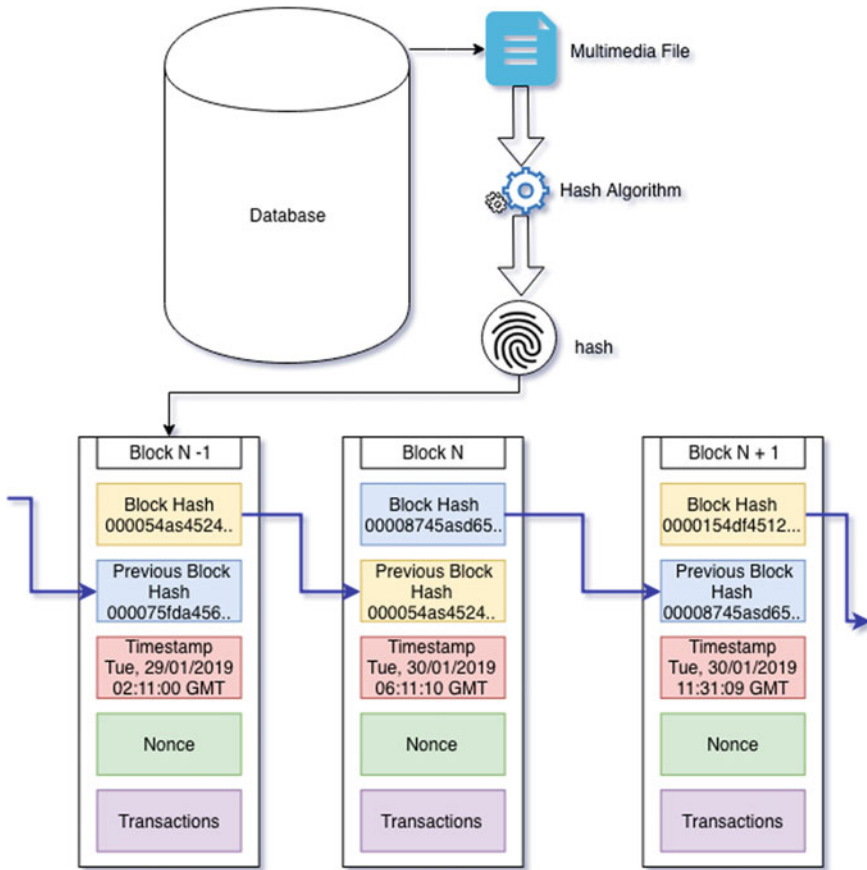 Multimedia File
Hash Algorithm
Database
hash
Block N -1
Block Hash
000054as4524..
Previous Block
Hash
000075fda456..
Timestamp
Tue, 29/01/2019
02:11:00 GMT
Nonce
Transactions
Block N
Block Hash
00008745asd65..
Previous Block
Hash
000054as4524..
Timestamp
Tue, 30/01/2019
06:11:10 GMT
Nonce
Transactions
Block N + 1
Block Hash
0000154df4512...
Previous Block
Hash
00008745asd65..
Timestamp
Tue, 30/01/2019
11:31:09 GMT
Nonce
Transactions